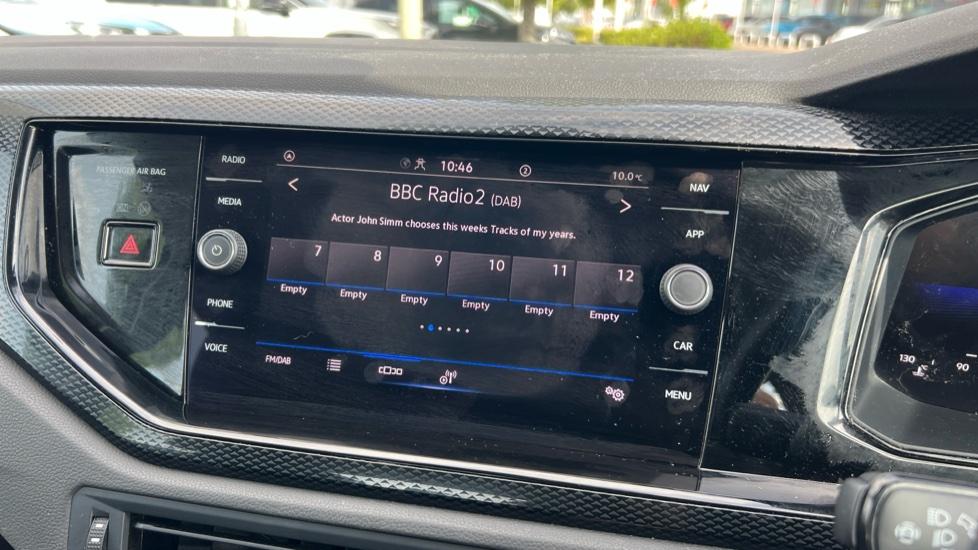 PASSENGER AIR BAG
RADIO
MEDIA
PHONE
VOICE
10:46
2
10.0°C
BBC Radio2 (DAB)
Actor John Simm chooses this weeks Tracks of my years.
7 8 9 10 11 12
Empty Empty Empty Empty Empty Empty
FM/DAB
NAV
APP
CAR
MENU
130
90